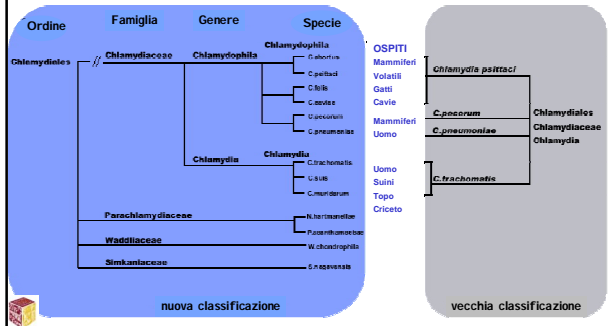 Ordine Famiglia Genere Specie
Chlamydiales
Chlamydiaceae
Chlamydophila
Chlamydophila
C.abortus
C.psittaci
C.felis
C.caviae
C.pecorum
C.pneumoniae
Chlamydia
Chlamydia
C.trachomatis
C.suis
C.muridarum
Parachlamydiaceae
N.hartmanellae
P.acanthamoebae
Waddliaceae
W.chondrophila
Simkaniaceae
S.negevensis
nuova classificazione
OSPITI
Mammiferi
Volatili
Gatti
Cavie
Mammiferi
Uomo
Uomo
Suini
Topo
Criceto
Chlamydia psittaci
C.pecorum
C.pneumoniae
C.trachomatis
Chlamydiales
Chlamydiaceae
Chlamydia
vecchia classificazione